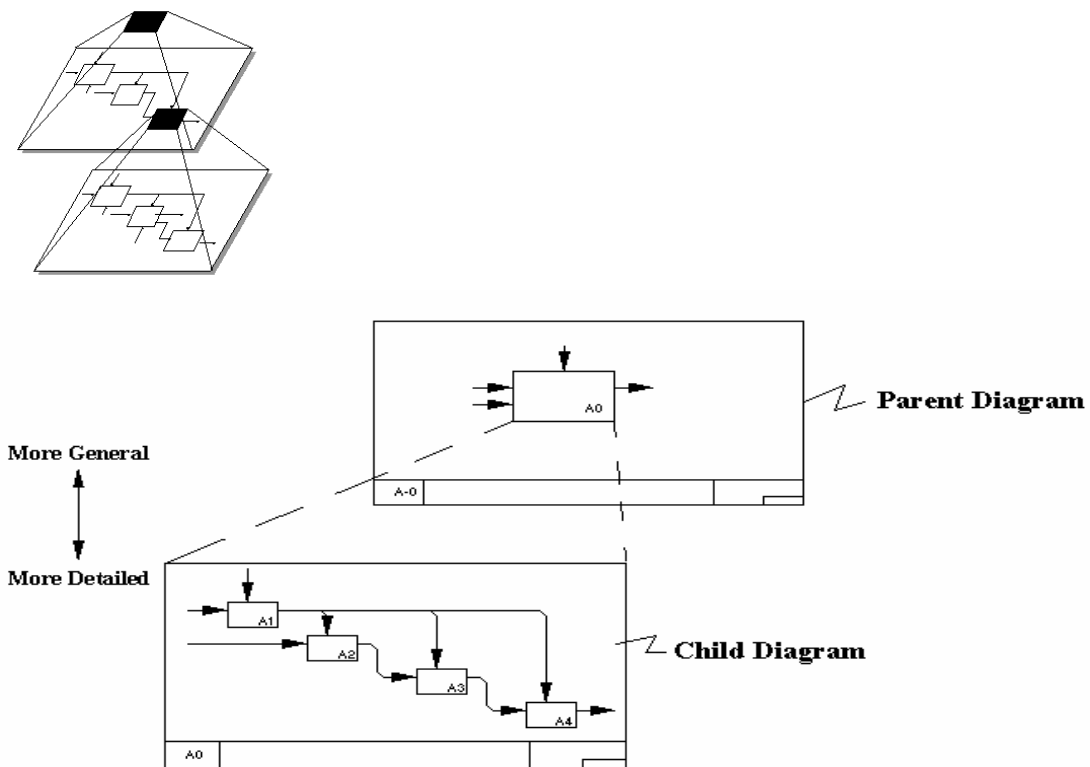 A0
Parent Diagram
More General
A-0
More Detailed
A1
A2
Child Diagram
A3
A4
A0